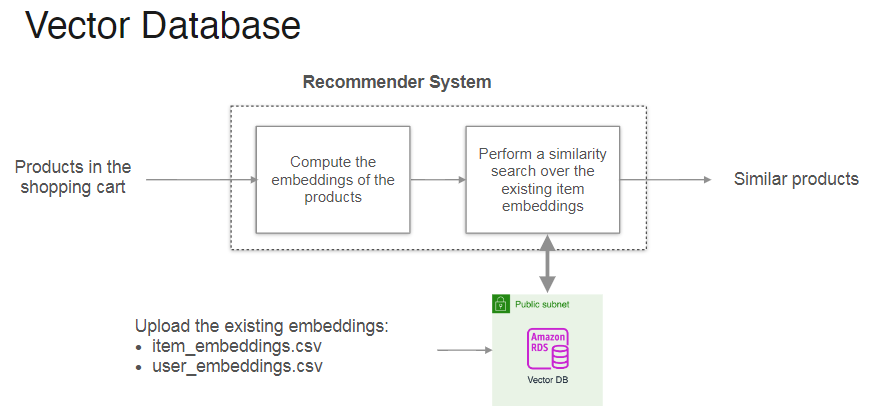 Vector Database
Recommender System
Products in the
shopping cart
Compute the
embeddings of the
products
Perform a similarity
search over the
existing item
embeddings
Similar products
Public subnet
Upload the existing embeddings:
• item_embeddings.csv
• user_embeddings.csv
Amazon
RDS
Vector DB